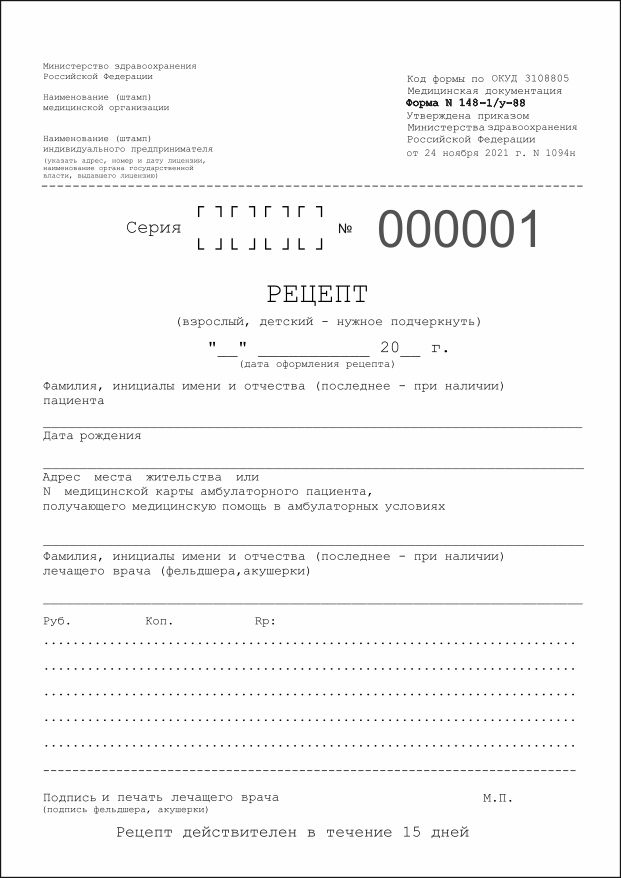 Министерство здравоохранения
Российской Федерации
Наименование (штамп)
медицинской организации
Наименование (штамп)
индивидуального предпринимателя
(указать адрес, номер и дату лицензии,
наименование органа государственной
власти, выдавшего лицензию)
Код формы по ОКУД 3108805
Медицинская документация
Форма N 148-1/у-88
Утверждена приказом
Министерства здравоохранения
Российской Федерации
от 24 ноября 2021 г. N 1094н
Серия № 000001
РЕЦЕПТ
(взрослый, детский - нужное подчеркнуть)
"__" ____________ 20__ г.
(дата оформления рецепта)
Фамилия, инициалы имени и отчества (последнее - при наличии)
пациента
Дата рождения
Адрес места жительства или
N медицинской карты амбулаторного пациента,
получающего медицинскую помощь в амбулаторных условиях
Фамилия, инициалы имени и отчества (последнее - при наличии)
лечащего врача (фельдшера,акушерки)
Руб. Коп. Rp:
Подпись и печать лечащего врача М.П.
(подпись фельдшера, акушерки)
Рецепт действителен в течение 15 дней